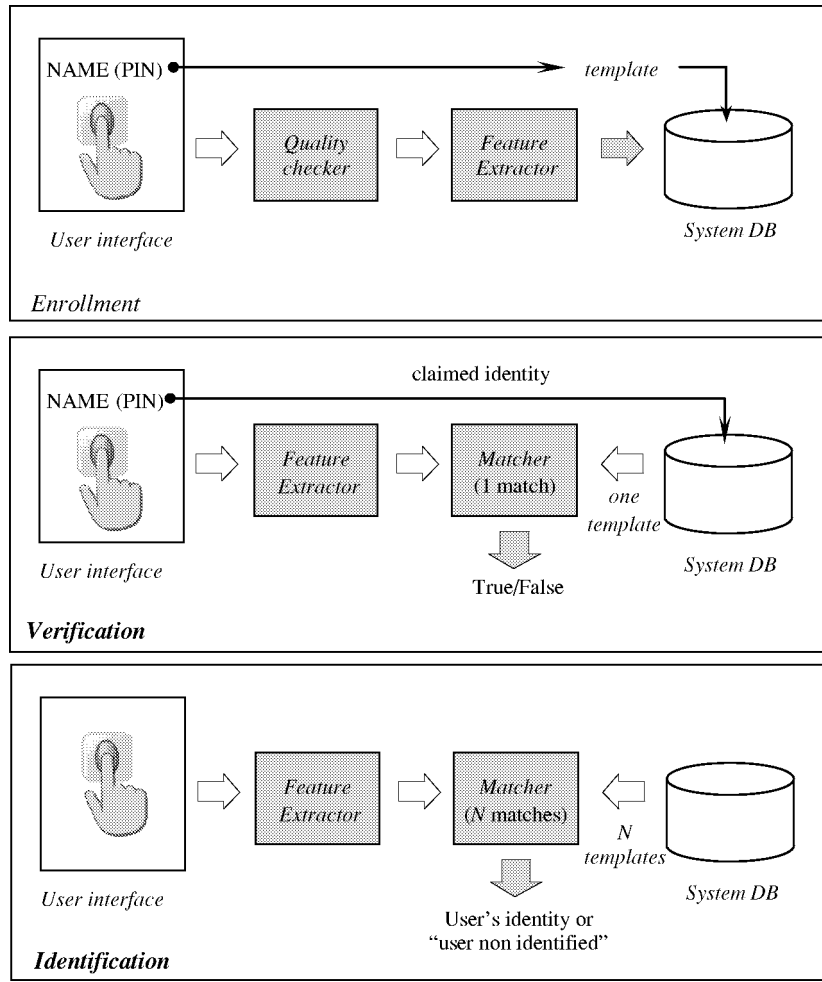 NAME (PIN)
template
Quality
checker
Feature
Extractor
User interface
System DB
Enrollment
claimed identity
NAME (PIN)
Feature
Extractor
Matcher
(1 match)
one
template
User interface
System DB
True/False
Verification
Feature
Extractor
Matcher
(N matches)
N
templates
User interface
System DB
User's identity or
“user non identified”
Identification